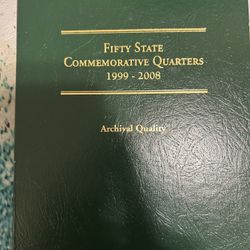 Fifty State
Commemorative Quarters
1999 - 2008
Archival Quality